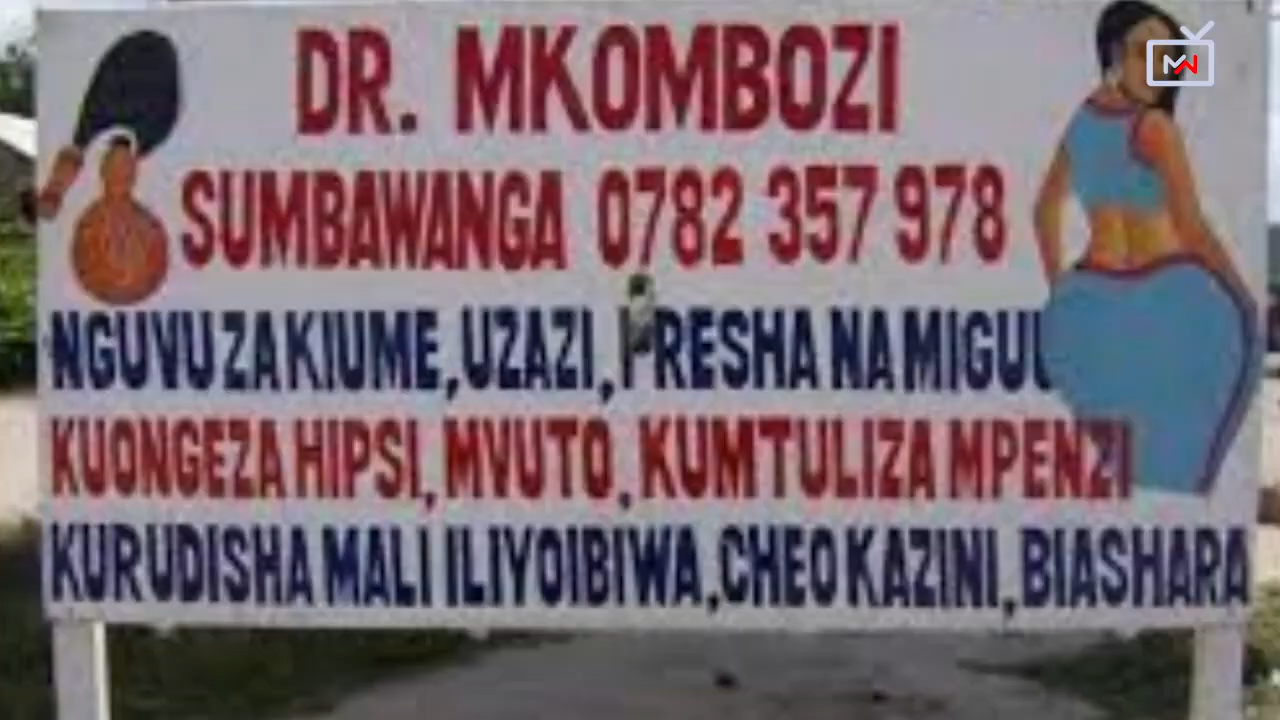 DR. MKOMBOZI
SUMBAWANGA 0782 357 978
NGUVU ZA KIUME, UZAZI, PRESHA NA MIGUU
KUONGEZA HIPSI, MVUTO, KUMTULIZA MPENZI
KURUDISHA MALI ILIYOIBIWA, CHEO KAZINI, BIASHARA